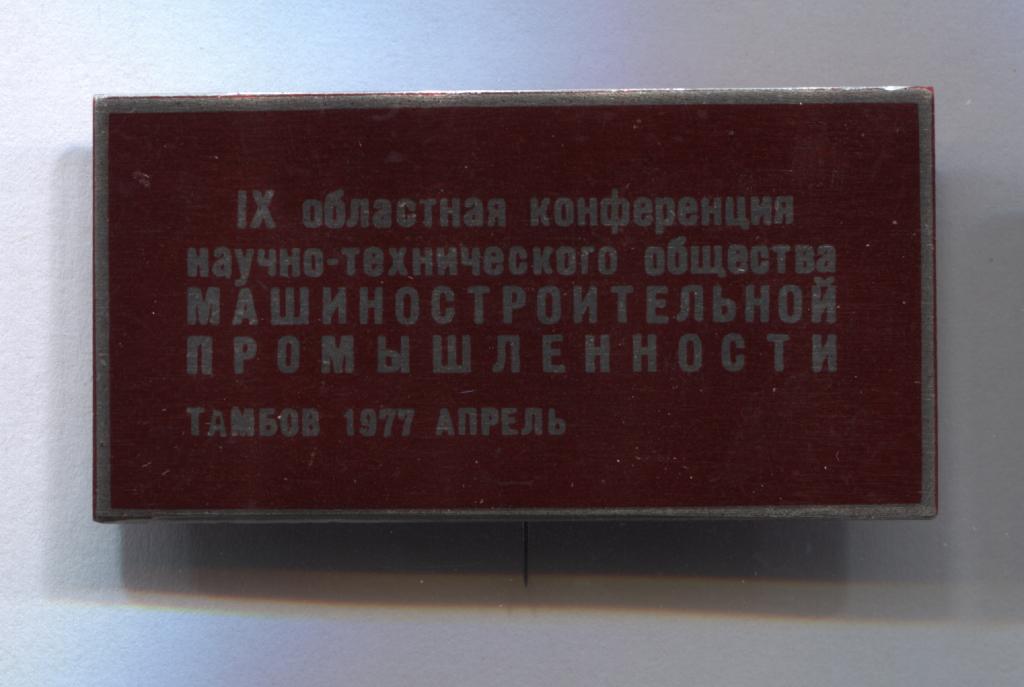 IX областная конференция
научно-технического общества
МАШИНОСТРОИТЕЛЬНОЙ
ПРОМЫШЛЕННОСТИ
ТАМБОВ 1977 АПРЕЛЬ